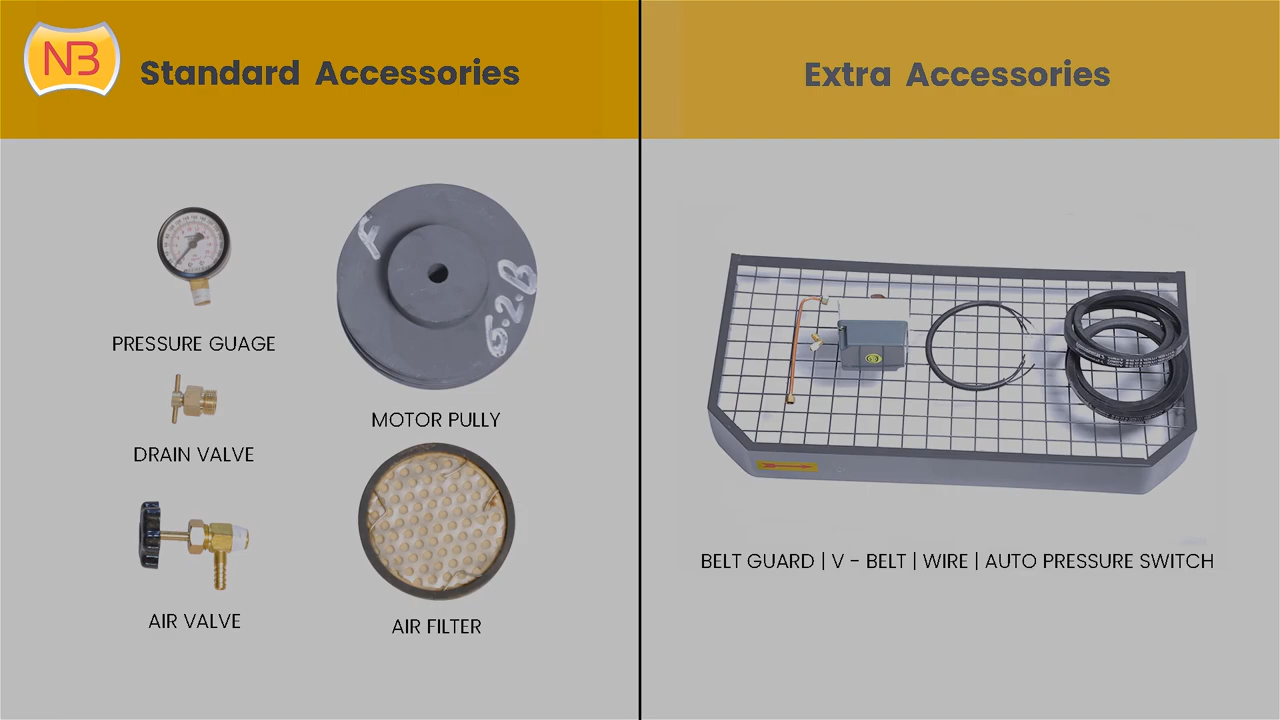 NB
Standard Accessories
PRESSURE GUAGE
DRAIN VALVE
AIR VALVE
F
6.2.B
MOTOR PULLY
AIR FILTER
Extra Accessories
BELT GUARD | V - BELT | WIRE | AUTO PRESSURE SWITCH